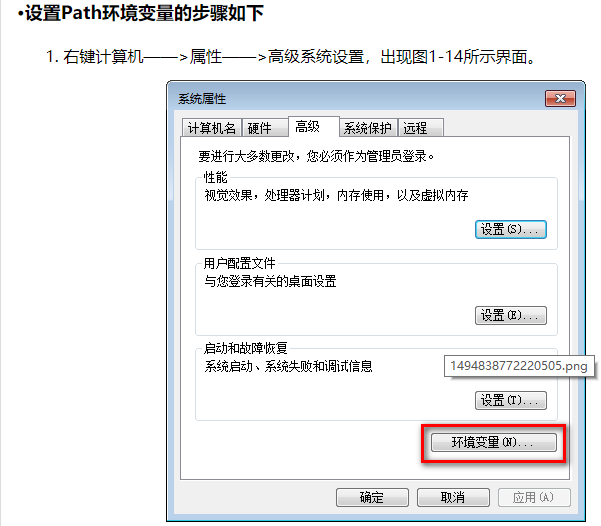 •设置Path环境变量的步骤如下
1. 右键计算机——>属性——>高级系统设置，出现图1-14所示界面。
系统属性
计算机名 硬件 高级 系统保护 远程
要进行大多数更改，您必须作为管理员登录。
性能
视觉效果，处理器计划，内存使用，以及虚拟内存
设置(S)...
用户配置文件
与您登录有关的桌面设置
设置(E)...
启动和故障恢复
系统启动、系统失败和调试信息
1494838772220505.png
设置(T)...
环境变量(N)...
确定 取消 应用(A)